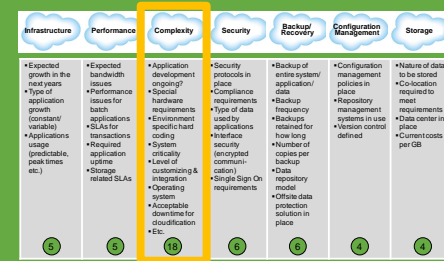 Infrastructure
Performance
Complexity
Security
Backup/
Recovery
Configuration
Management
Storage
▪Expected
growth in the
next years
▪Type of
application
growth
(constant/
variable)
▪Applications
usage
(predictable,
peak times
etc.)
▪Expected
bandwidth
issues
▪Performance
issues for
batch
applications
▪SLAs for
transactions
▪Required
application
uptime
▪Storage
related SLAs
▪Application
development
ongoing?
▪Special
hardware
requirements
▪Environment
specific hard
coding
▪System
criticality
▪Level of
customizing &
integration
▪Operating
system
▪Acceptable
downtime for
cloudification
▪Etc.
▪Security
protocols in
place
▪Compliance
requirements
▪Type of data
used by
applications
▪Interface
security
(encrypted
communi-
cation)
▪Single Sign On
requirements
▪Backup of
entire system/
application/
data
▪Backup
frequency
▪Backups
retained for
how long
▪Number of
copies per
backup
▪Data
repository
model
▪Offsite data
protection
solution in
place
▪Configuration
management
policies in
place
▪Repository
management
systems in use
▪Version control
defined
▪Nature of data
to be stored
▪Co-location
required to
meet
requirements
▪Data center in
place
▪Current costs
per GB
5
5
18
6
6
4
4